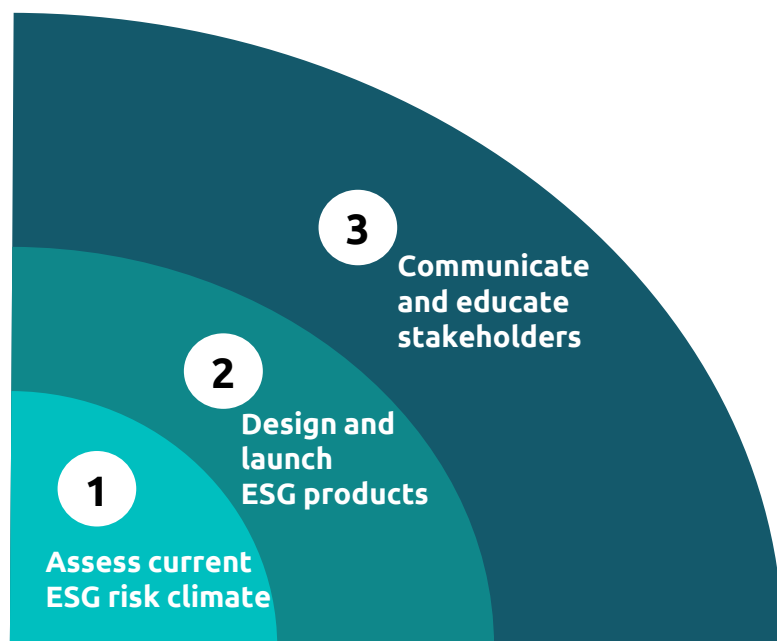 1
Assess current
ESG risk climate
2
Design and
launch
ESG products
3
Communicate
and educate
stakeholders